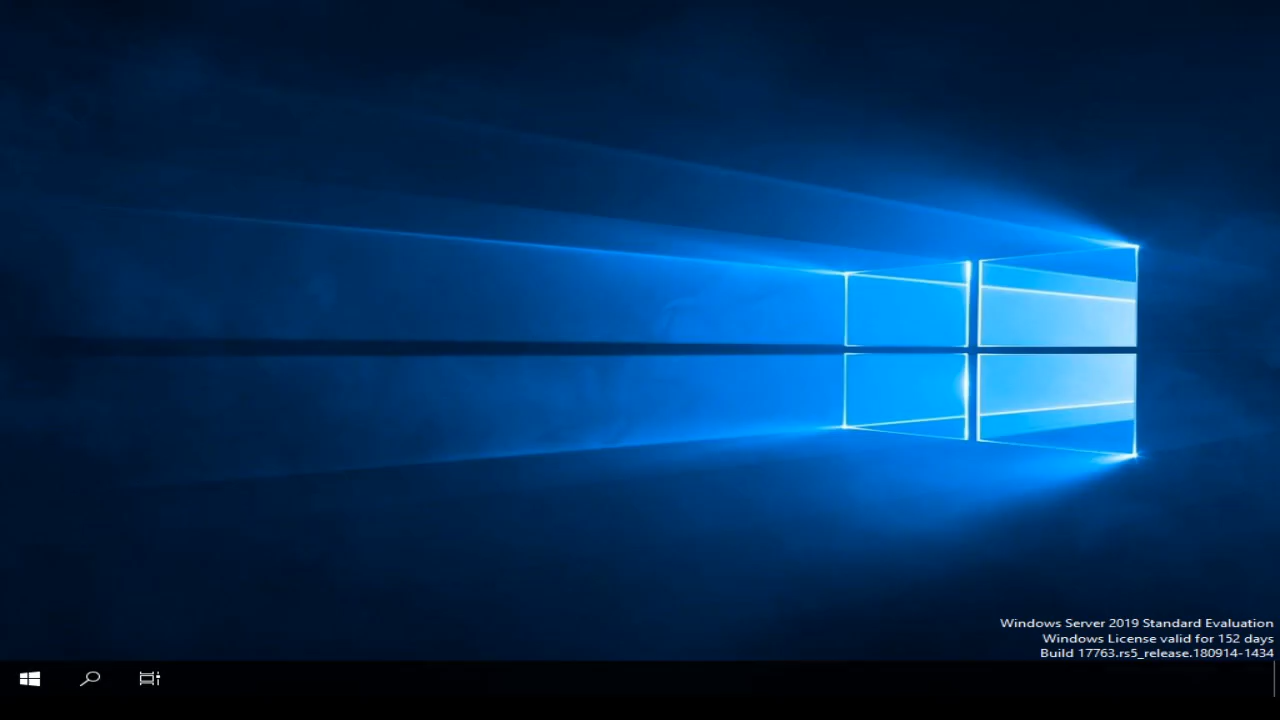 Windows Server 2019 Standard Evaluation
Windows License valid for 152 days
Build 17763.rs5_release.180914-1434